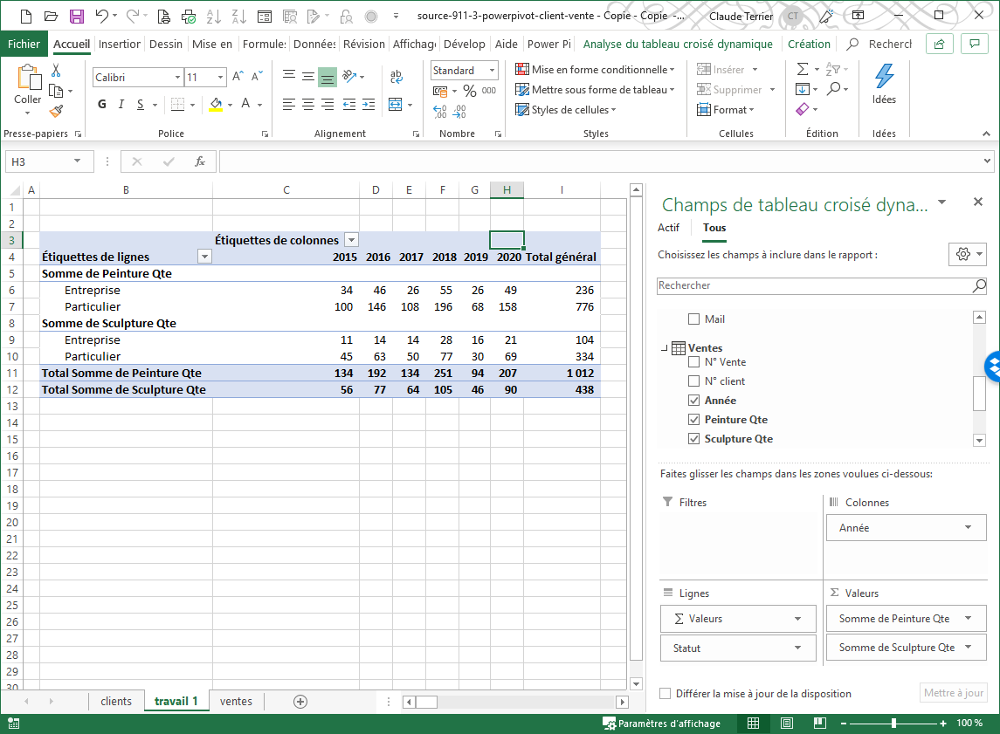 source-911-3-powerpivot-client-vente - Copie - Copie -... Claude Terrier CT
Fichier Accueil Insertior Dessin Mise en Formule: Données Révision Affichag Dévelop Aide Power Pi Analyse du tableau croisé dynamique Création Recherch
Coller
Presse-papiers
Calibri 11
G I S A
Police
ab
Alignement
Standard
% 000
Nombre
Mise en forme conditionnelle
Mettre sous forme de tableau
Styles de cellules
Styles
Insérer
Supprimer
Format
Cellules
Édition
Idées
Idées
H3 fx
A B C D E F G H I
1
2
3 Étiquettes de colonnes
4 Étiquettes de lignes 2015 2016 2017 2018 2019 2020 Total général
5 Somme de Peinture Qte
6 Entreprise 34 46 26 55 26 49 236
7 Particulier 100 146 108 196 68 158 776
8 Somme de Sculpture Qte
9 Entreprise 11 14 14 28 16 21 104
10 Particulier 45 63 50 77 30 69 334
11 Total Somme de Peinture Qte 134 192 134 251 94 207 1 012
12 Total Somme de Sculpture Qte 56 77 64 105 46 90 438
13
14
15
16
17
18
19
20
21
22
23
24
25
26
27
28
29
30
Champs de tableau croisé dyna...
Actif Tous
Choisissez les champs à inclure dans le rapport :
Rechercher
Mail
Ventes
N° Vente
N° client
Année
Peinture Qte
Sculpture Qte
Faites glisser les champs dans les zones voulues ci-dessous:
Filtres
Colonnes
Année
Lignes
Valeurs
Statut
Σ Valeurs
Somme de Peinture Qte
Somme de Sculpture Qte
Différer la mise à jour de la disposition Mettre à jour
clients travail 1 ventes
Paramètres d'affichage 100 %